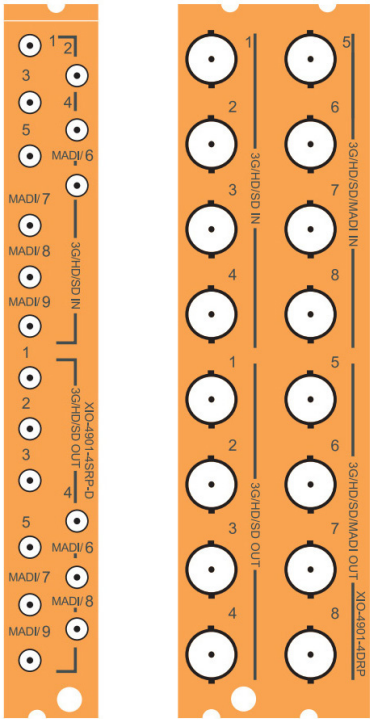 1
2
3
4
5
MADI/6
MADI/7
MADI/8
MADI/9
3G/HD/SD IN
1
2
3
4
3G/HD/SD OUT
XIO-4901-4SRP-D
5
MADI/6
MADI/7
MADI/8
MADI/9
1
2
3
4
3G/HD/SD IN
5
6
7
8
3G/HD/SD/MADI IN
1
2
3
4
3G/HD/SD OUT
5
6
7
8
3G/HD/SD/MADI OUT
XIO-4901-4DRP